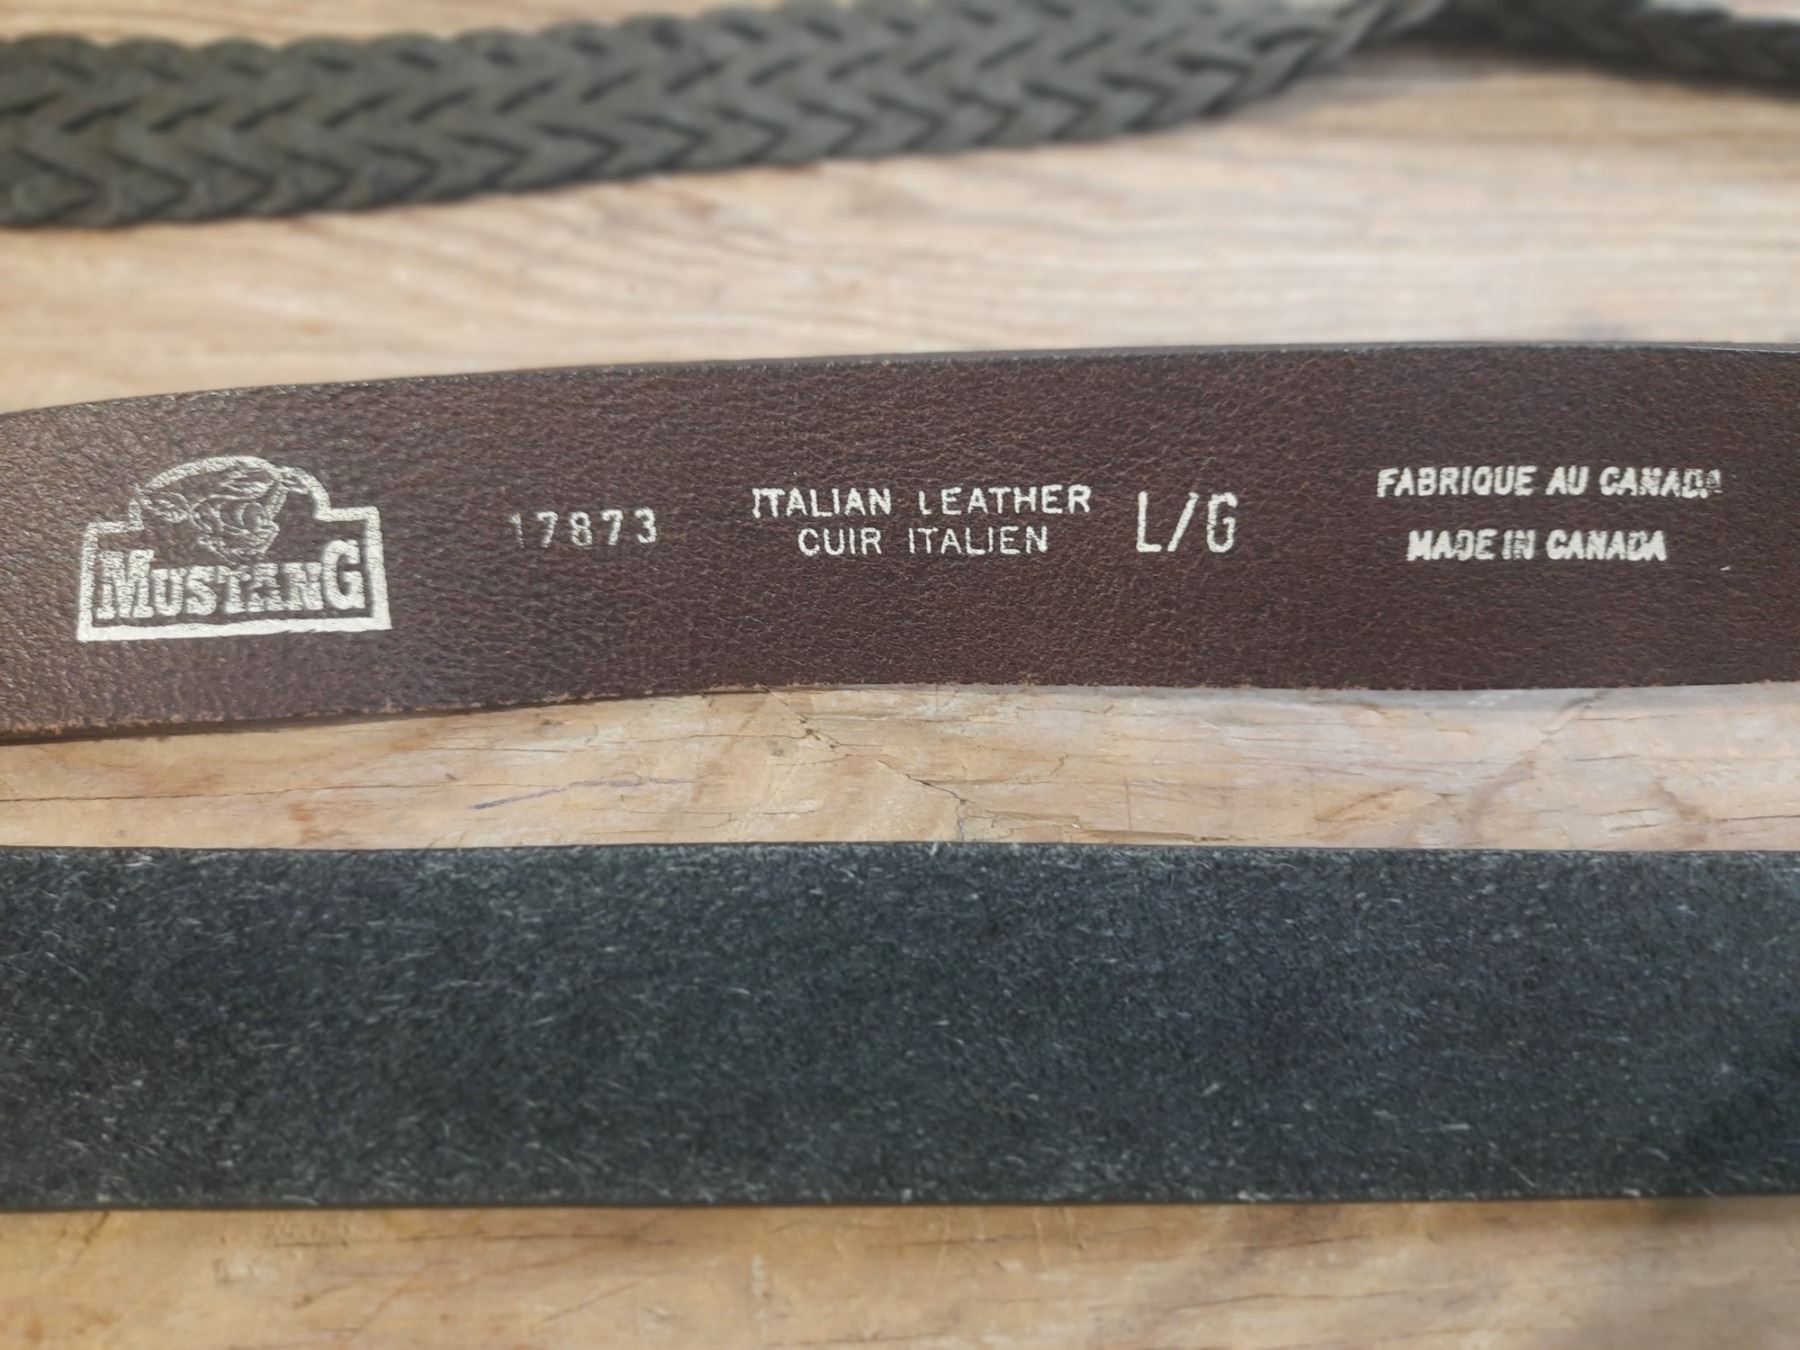 MUSTANG
17873
ITALIAN LEATHER
CUIR ITALIEN
L/G
FABRIQUE AU CANADA
MADE IN CANADA